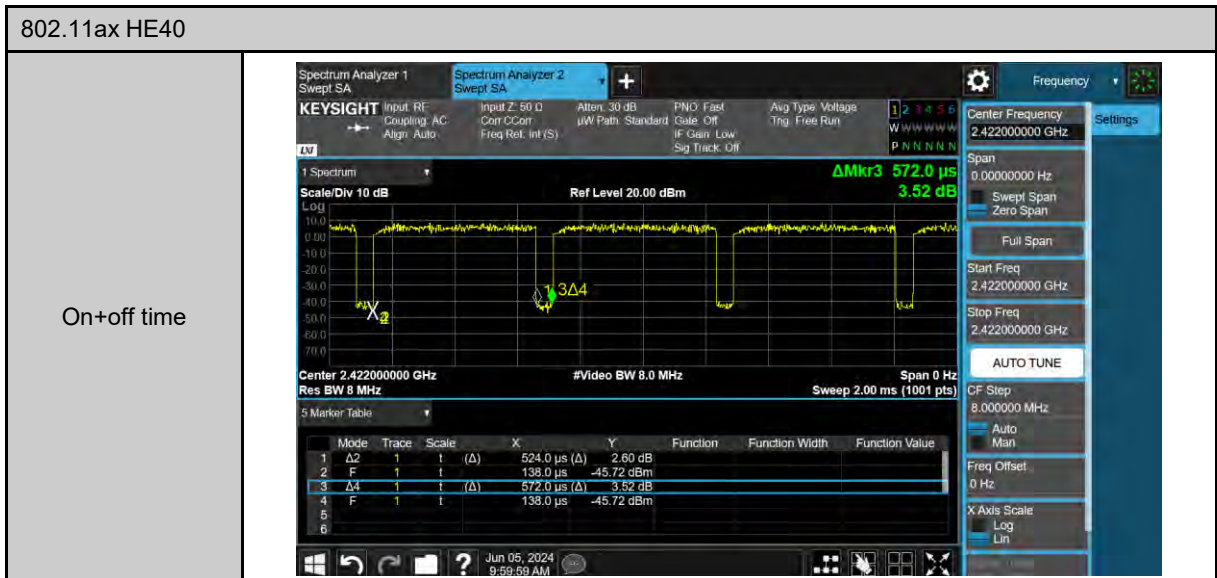 802.11ax HE40
On+off time
Spectrum Analyzer 1
Swept SA
Spectrum Analyzer 2
Swept SA
+
Frequency
KEYSIGHT
Input: RF
Coupling: AC
Align: Auto
Input Z: 50 Ω
Corr CCorr
Freq Ref: Int (S)
Atten: 30 dB
µW Path: Standard
PNO: Fast
Gate: Off
IF Gain: Low
Sig Track: Off
Avg Type: Voltage
Trig: Free Run
1 2 3 4 5 6
W W W W W W
P N N N N N
LXI
1 Spectrum
ΔMkr3 572.0 µs
3.52 dB
Scale/Div 10 dB
Ref Level 20.00 dBm
Log
10.0
0.00
-10.0
-20.0
-30.0
-40.0
-50.0
-60.0
-70.0
3Δ4
Center 2.422000000 GHz
#Video BW 8.0 MHz
Span 0 Hz
Res BW 8 MHz
Sweep 2.00 ms (1001 pts)
5 Marker Table
Mode Trace Scale X Y Function Function Width Function Value
1 Δ2 1 t (Δ) 524.0 µs (Δ) 2.60 dB
2 F 1 t 138.0 µs -45.72 dBm
3 Δ4 1 t (Δ) 572.0 µs (Δ) 3.52 dB
4 F 1 t 138.0 µs -45.72 dBm
5
6
Jun 05, 2024
9:59:59 AM
?
Settings
Center Frequency
2.422000000 GHz
Span
0.00000000 Hz
Swept Span
Zero Span
Full Span
Start Freq
2.422000000 GHz
Stop Freq
2.422000000 GHz
AUTO TUNE
CF Step
8.000000 MHz
Auto
Man
Freq Offset
0 Hz
X Axis Scale
Log
Lin